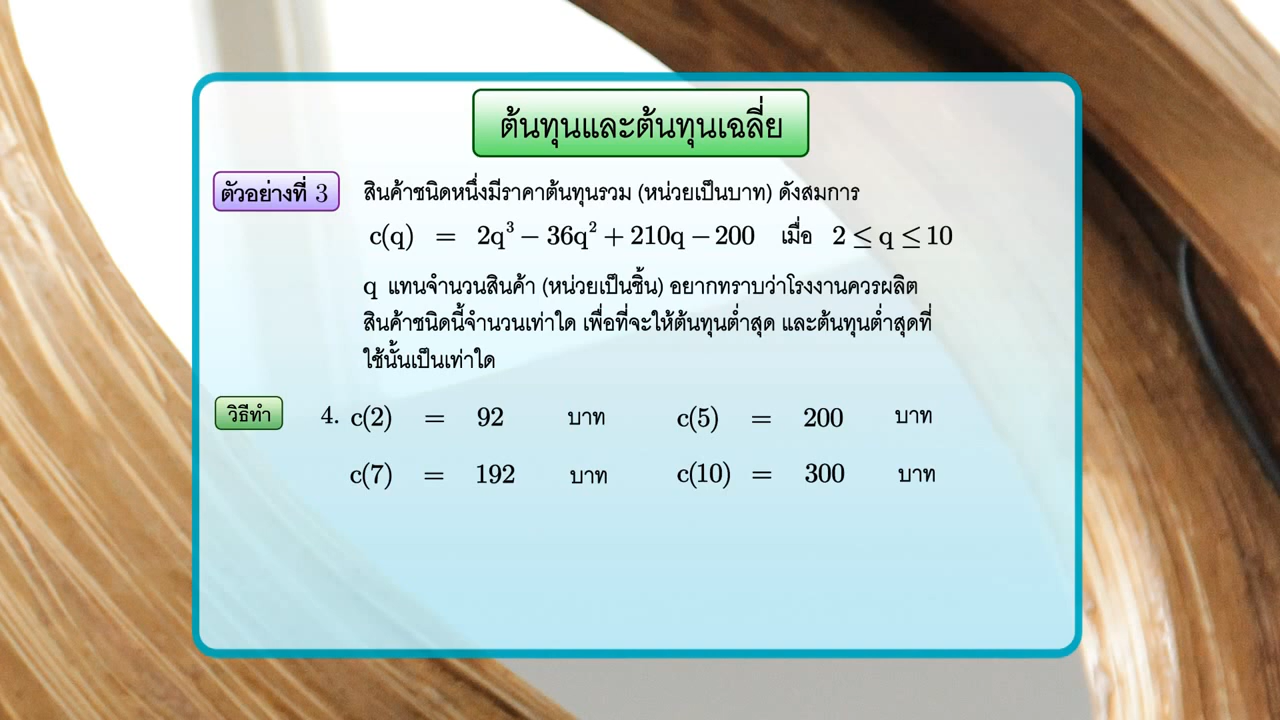 ต้นทุนและต้นทุนเฉลี่ย
ตัวอย่างที่ 3 สินค้าชนิดหนึ่งมีราคาต้นทุนรวม (หน่วยเป็นบาท) ดังสมการ
c(q) = 2q³ − 36q² + 210q − 200 เมื่อ 2 ≤ q ≤ 10
q แทนจำนวนสินค้า (หน่วยเป็นชิ้น) อยากทราบว่าโรงงานควรผลิต
สินค้าชนิดนี้จำนวนเท่าใด เพื่อที่จะให้ต้นทุนต่ำสุด และต้นทุนต่ำสุดที่
ใช้นั้นเป็นเท่าใด
วิธีทำ 4. c(2) = 92 บาท c(5) = 200 บาท
c(7) = 192 บาท c(10) = 300 บาท